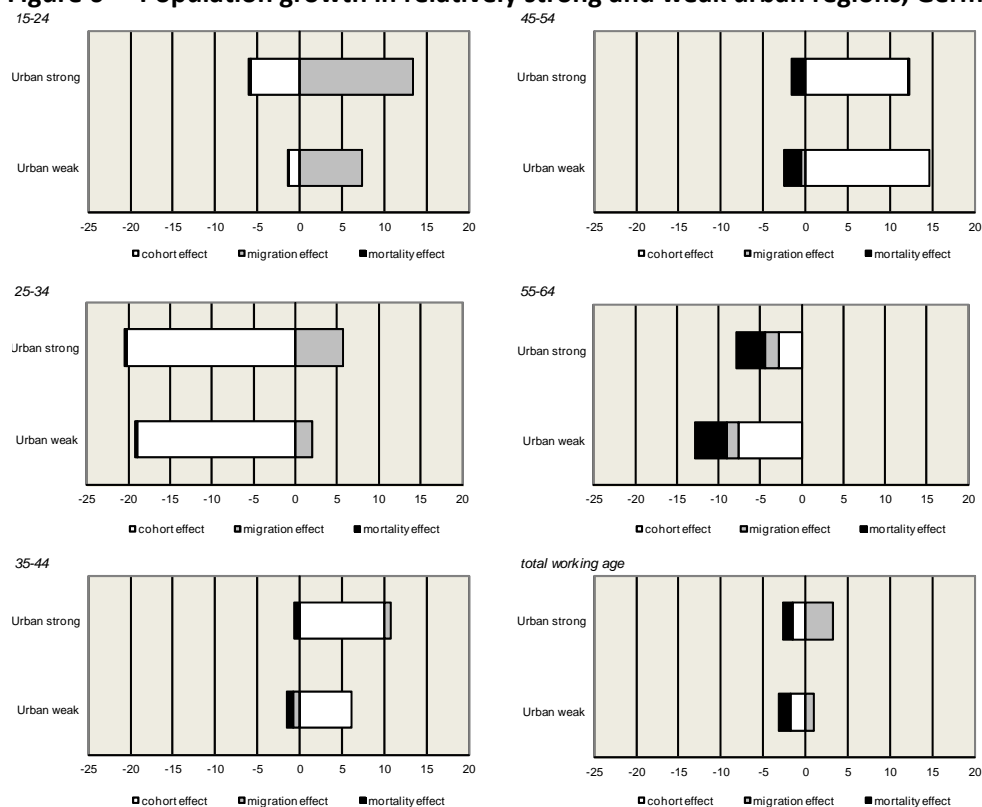 Figure Population growth in relatively strong and weak urban regions, Germ
15-24
Urban strong
Urban weak
-25 -20 -15 -10 -5 0 5 10 15 20
cohort effect migration effect mortality effect
45-54
Urban strong
Urban weak
-25 -20 -15 -10 -5 0 5 10 15 20
cohort effect migration effect mortality effect
25-34
Urban strong
Urban weak
-25 -20 -15 -10 -5 0 5 10 15 20
cohort effect migration effect mortality effect
55-64
Urban strong
Urban weak
-25 -20 -15 -10 -5 0 5 10 15 20
cohort effect migration effect mortality effect
35-44
Urban strong
Urban weak
-25 -20 -15 -10 -5 0 5 10 15 20
cohort effect migration effect mortality effect
total working age
Urban strong
Urban weak
-25 -20 -15 -10 -5 0 5 10 15 20
cohort effect migration effect mortality effect